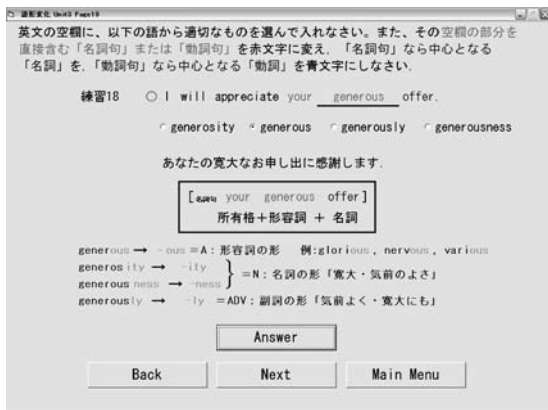 語形変化 Unit3 Page18
英文の空欄に、以下の語から適切なものを選んで入れなさい。また、その空欄の部分を
直接含む「名詞句」または「動詞句」を赤文字に変え、「名詞句」なら中心となる
「名詞」を、「動詞句」なら中心となる「動詞」を青文字にしなさい.
練習18 ○ I will appreciate your generous offer.
generosity generous generously generousness
あなたの寛大なお申し出に感謝します.
[名詞句 your generous offer]
所有格+形容詞 + 名詞
generous → -ous =A: 形容詞の形 例:glorious, nervous, various
generosity → -ity
generousness → -ness } =N: 名詞の形「寛大・気前のよさ」
generously → -ly =ADV: 副詞の形「気前よく・寛大にも」
Answer
Back Next Main Menu